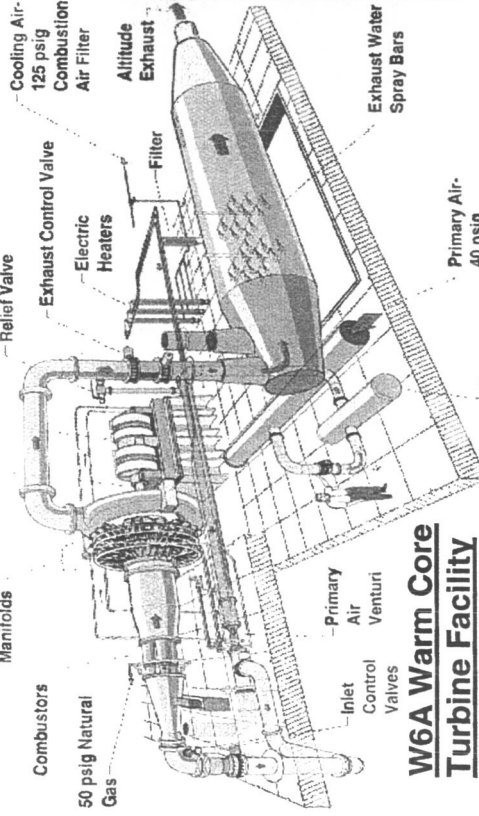 Manifolds
Combustors
50 psig Natural
Gas
Inlet
Control
Valves
Primary
Air
Venturi
W6A Warm Core
Turbine Facility
Relief Valve
Exhaust Control Valve
Electric
Heaters
Filter
Cooling Air-
125 psig
Combustion
Air Filter
Altitude
Exhaust
Exhaust Water
Spray Bars
Primary Air-
40 psig